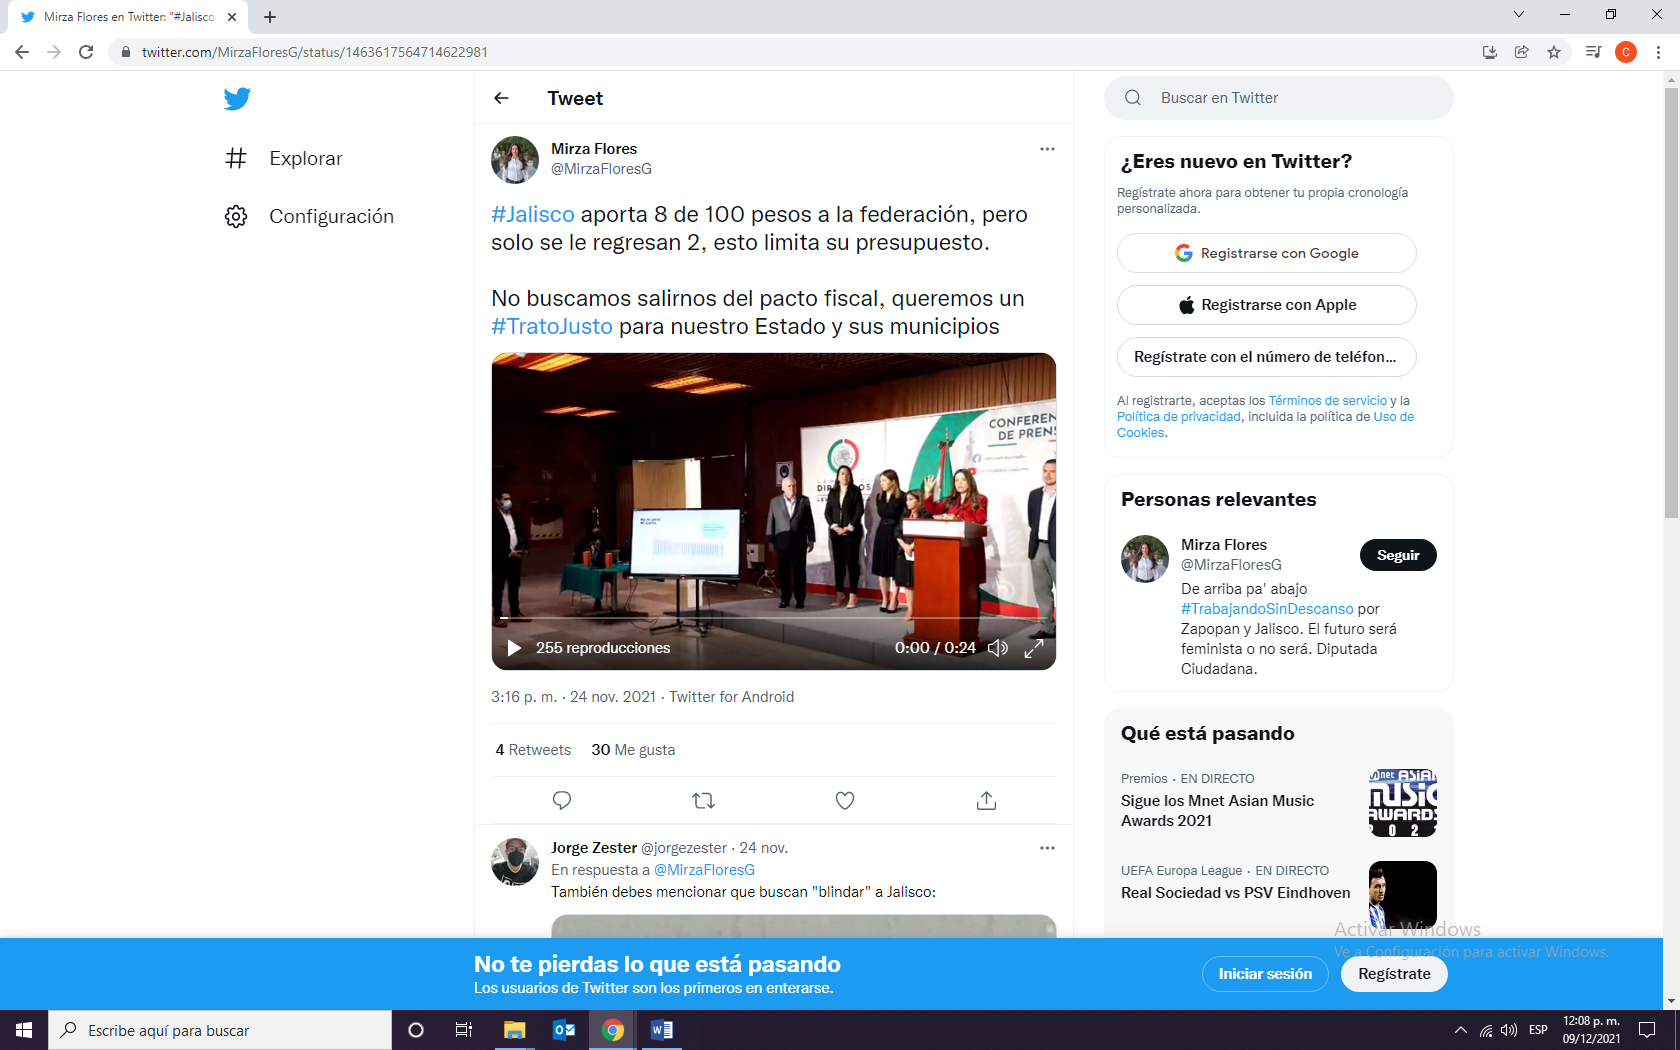 Mirza Flores en Twitter: "#Jalisco
twitter.com/MirzaFloresG/status/1463617564714622981
C
Explorar
Configuración
Tweet
Mirza Flores
@MirzaFloresG
#Jalisco aporta 8 de 100 pesos a la federación, pero
solo se le regresan 2, esto limita su presupuesto.
No buscamos salirnos del pacto fiscal, queremos un
#TratoJusto para nuestro Estado y sus municipios
CONFEREN
DE PRENS
255 reproducciones
0:00 / 0:24
3:16 p. m. · 24 nov. 2021 · Twitter for Android
4 Retweets 30 Me gusta
Jorge Zester @jorgezester · 24 nov.
En respuesta a @MirzaFloresG
También debes mencionar que buscan "blindar" a Jalisco:
Buscar en Twitter
¿Eres nuevo en Twitter?
Regístrate ahora para obtener tu propia cronología
personalizada.
Registrarse con Google
Registrarse con Apple
Regístrate con el número de teléfon...
Al registrarte, aceptas los Términos de servicio y la
Política de privacidad, incluida la política de Uso de
Cookies.
Personas relevantes
Mirza Flores
@MirzaFloresG
Seguir
De arriba pa' abajo
#TrabajandoSinDescanso por
Zapopan y Jalisco. El futuro será
feminista o no será. Diputada
Ciudadana.
Qué está pasando
Premios · EN DIRECTO
Sigue los Mnet Asian Music
Awards 2021
UEFA Europa League · EN DIRECTO
Real Sociedad vs PSV Eindhoven
Activar Windows
Ve a Configuración para activar Windows.
No te pierdas lo que está pasando
Los usuarios de Twitter son los primeros en enterarse.
Iniciar sesión
Regístrate
Escribe aquí para buscar
ESP
12:08 p. m.
09/12/2021